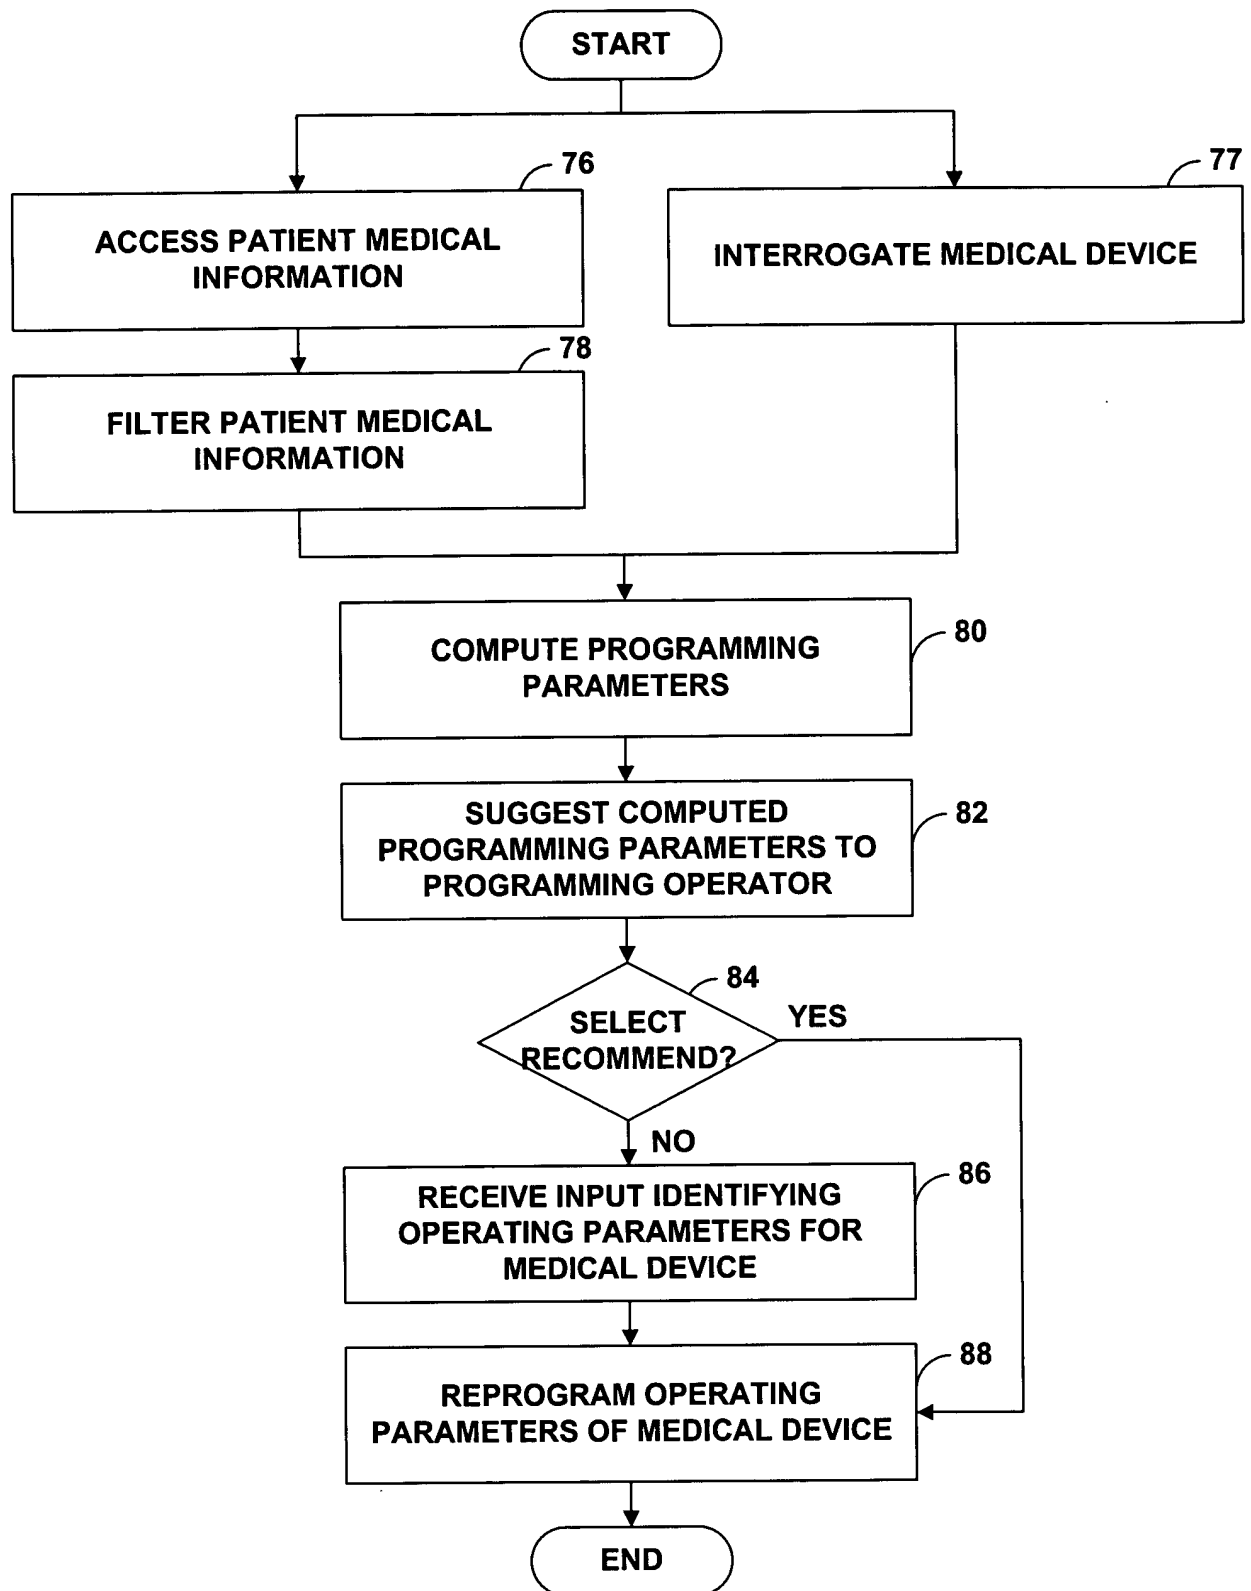 START
76
77
ACCESS PATIENT MEDICAL
INFORMATION
INTERROGATE MEDICAL DEVICE
78
FILTER PATIENT MEDICAL
INFORMATION
80
COMPUTE PROGRAMMING
PARAMETERS
82
SUGGEST COMPUTED
PROGRAMMING PARAMETERS TO
PROGRAMMING OPERATOR
84
YES
SELECT
RECOMMEND?
NO
86
RECEIVE INPUT IDENTIFYING
OPERATING PARAMETERS FOR
MEDICAL DEVICE
88
REPROGRAM OPERATING
PARAMETERS OF MEDICAL DEVICE
END